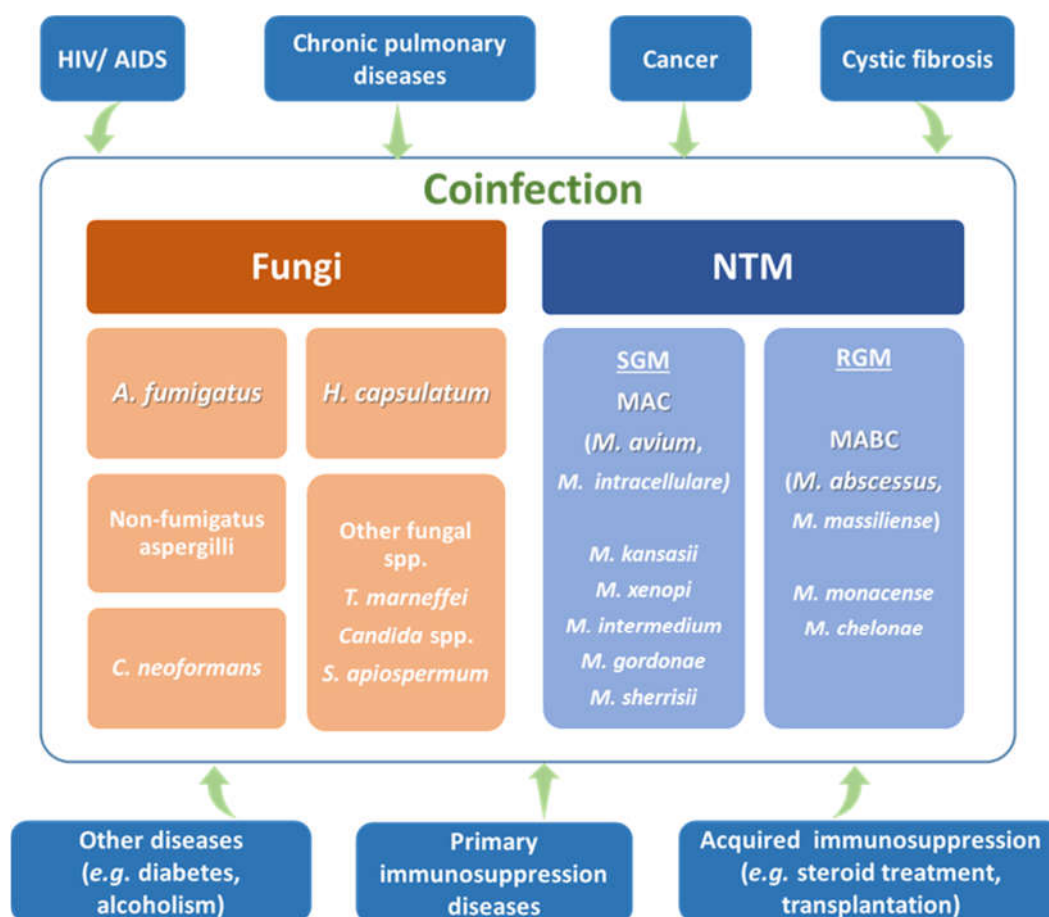 HIV/ AIDS
Chronic pulmonary
diseases
Cancer
Cystic fibrosis
Coinfection
Fungi
NTM
A. fumigatus
H. capsulatum
Non-fumigatus
aspergilli
Other fungal
spp.
T. marneffei
Candida spp.
S. apiospermum
C. neoformans
SGM
MAC
(M. avium,
M. intracellulare)
M. kansasii
M. xenopi
M. intermedium
M. gordonae
M. sherrisii
RGM
MABC
(M. abscessus,
M. massiliense)
M. monacense
M. chelonae
Other diseases
(e.g. diabetes,
alcoholism)
Primary
immunosuppression
diseases
Acquired immunosuppression
(e.g. steroid treatment,
transplantation)